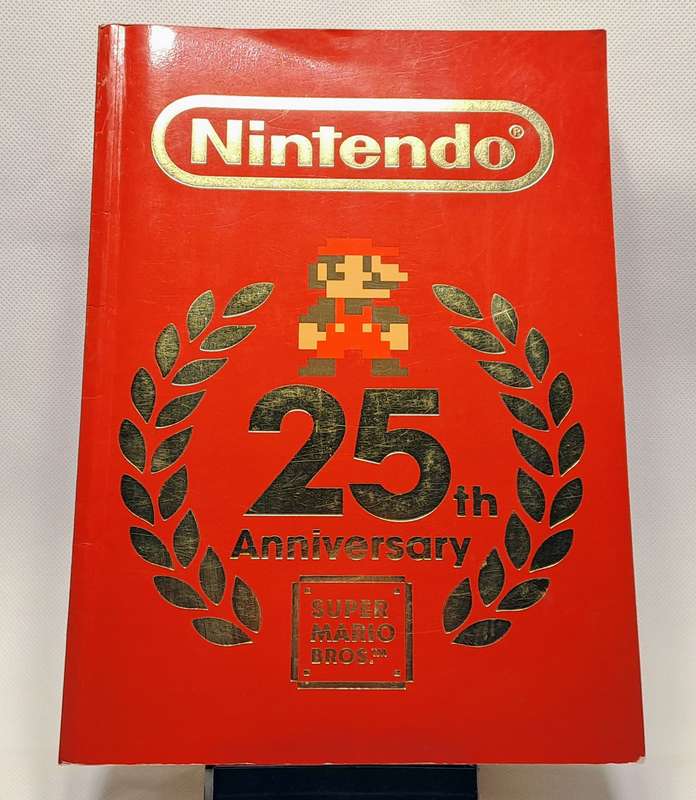 Nintendo®
25th
Anniversary
SUPER
MARIO
BROS.™